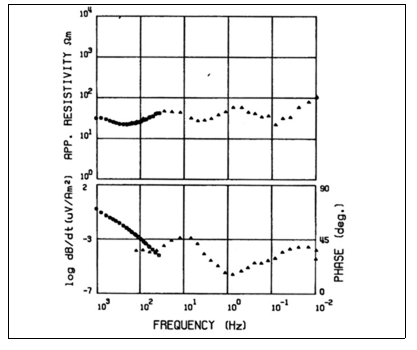 10⁴
10³
10²
10¹
10⁰
APP. RESISTIVITY Ωm
2
-3
-7
log dB/dt(uV/Am²)
90
45
0
PHASE (deg.)
10³ 10² 10¹ 10⁰ 10⁻¹ 10⁻²
FREQUENCY (Hz)